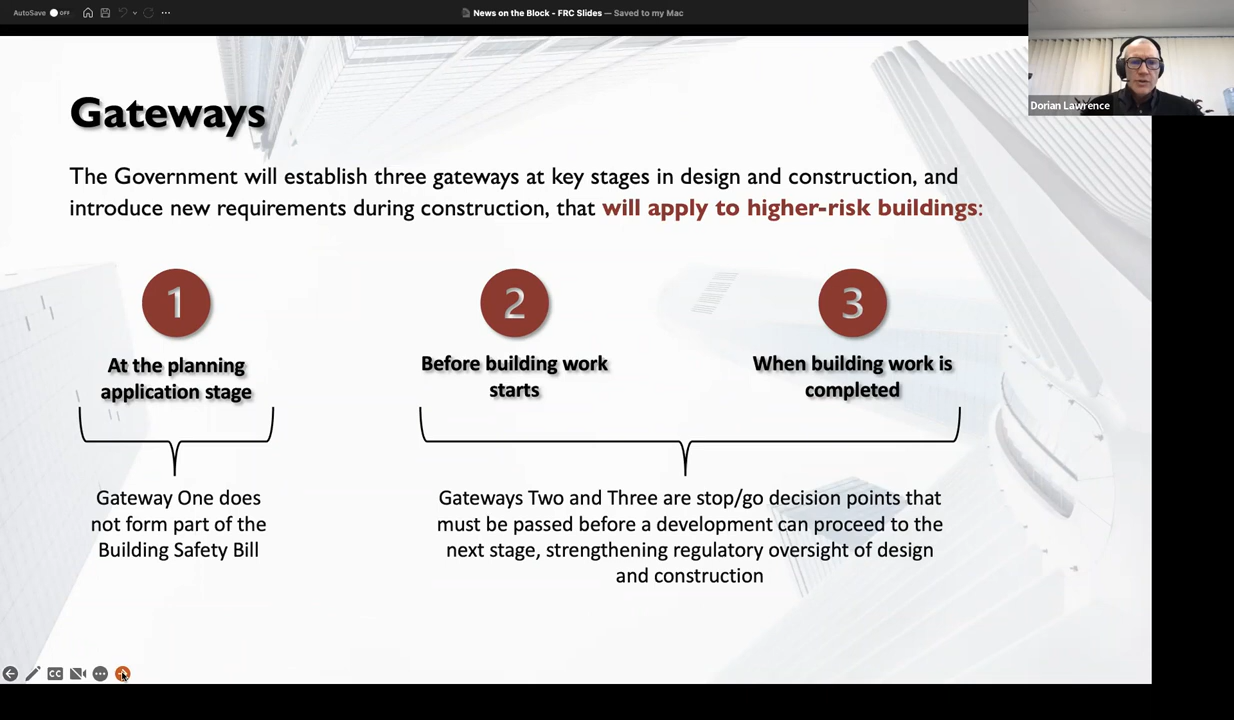 AutoSave OFF
News on the Block - FRC Slides — Saved to my Mac
Dorian Lawrence
Gateways
The Government will establish three gateways at key stages in design and construction, and
introduce new requirements during construction, that will apply to higher-risk buildings:
1
At the planning
application stage
2
Before building work
starts
3
When building work is
completed
Gateway One does
not form part of the
Building Safety Bill
Gateways Two and Three are stop/go decision points that
must be passed before a development can proceed to the
next stage, strengthening regulatory oversight of design
and construction
CC